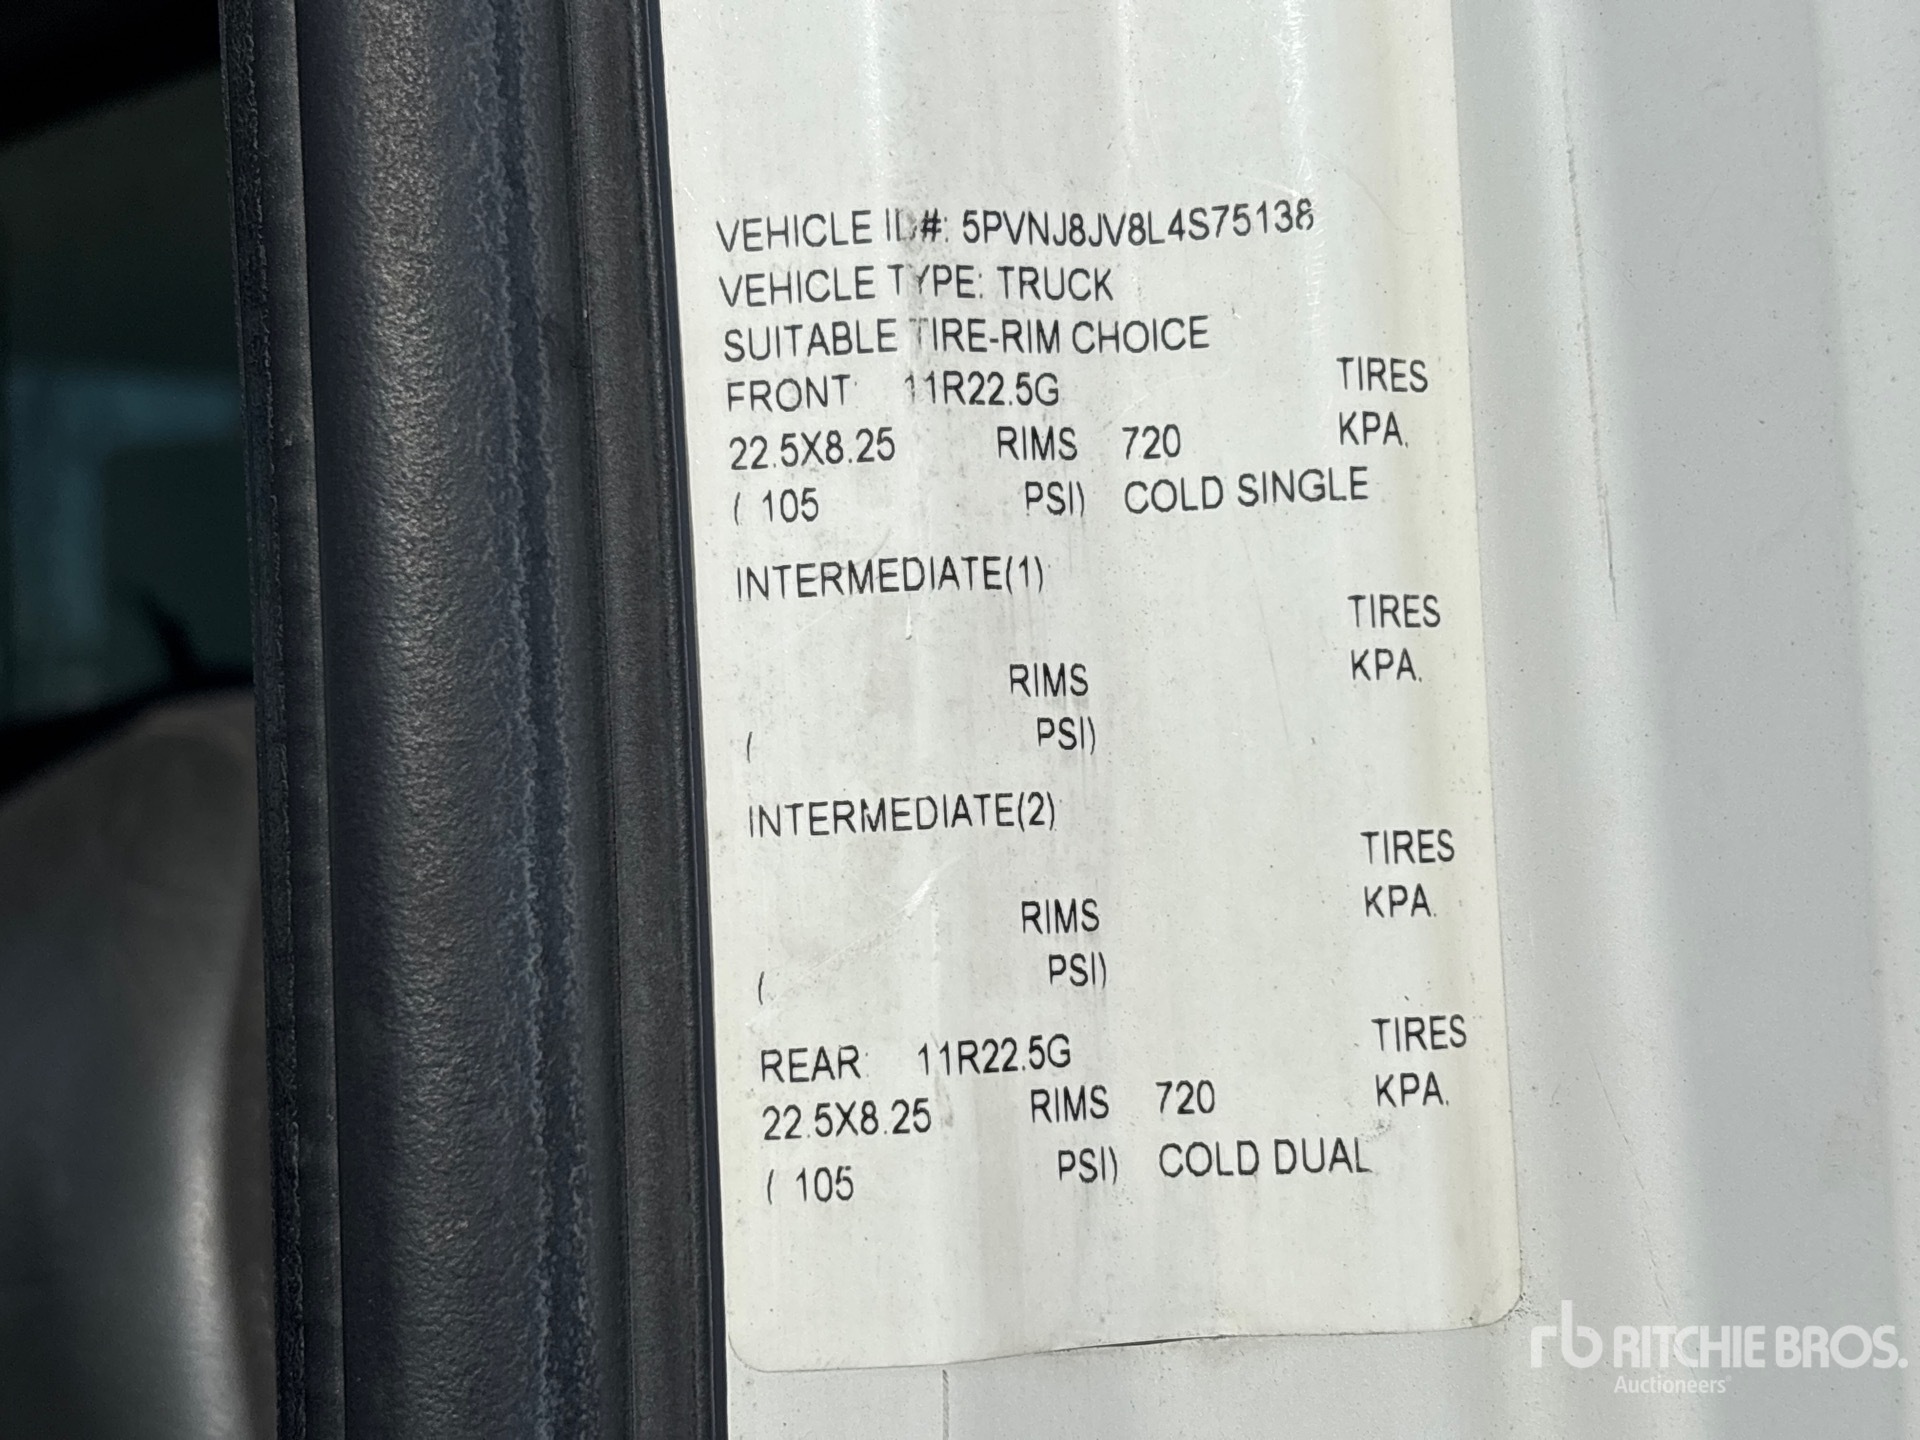 VEHICLE ID#: 5PVNJ8JV8L4S75138
VEHICLE TYPE: TRUCK
SUITABLE TIRE-RIM CHOICE
FRONT: 11R22.5G TIRES
22.5X8.25 RIMS 720 KPA.
( 105 PSI) COLD SINGLE
INTERMEDIATE(1)
TIRES
RIMS KPA.
( PSI)
INTERMEDIATE(2)
TIRES
RIMS KPA.
( PSI)
REAR: 11R22.5G TIRES
22.5X8.25 RIMS 720 KPA.
( 105 PSI) COLD DUAL
rb RITCHIE BROS.
Auctioneers